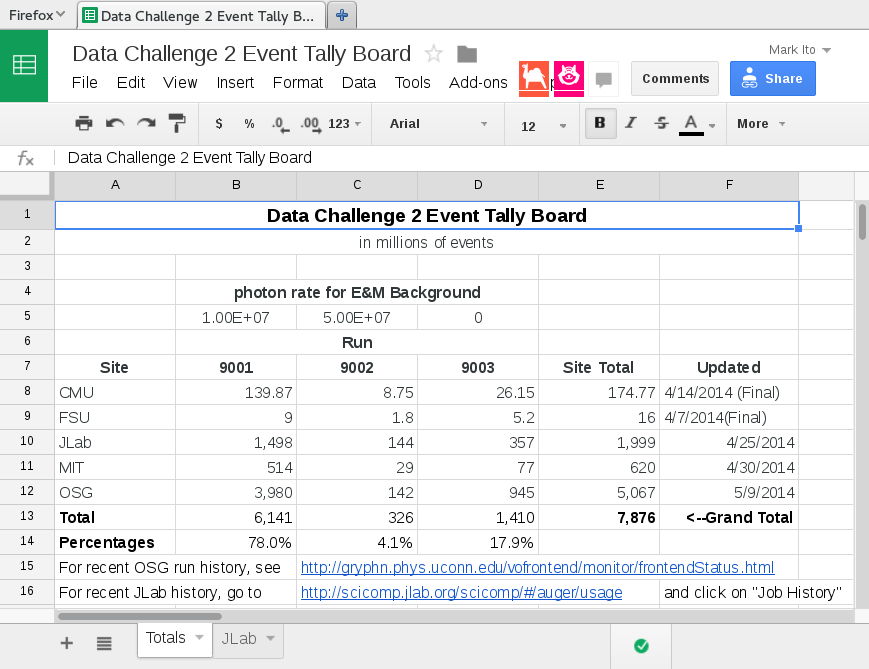 Firefox
Data Challenge 2 Event Tally B...
Data Challenge 2 Event Tally Board
Mark Ito
File Edit View Insert Format Data Tools Add-ons
Comments
Share
$ % .0 .00 123 Arial 12 B I S A More
fx Data Challenge 2 Event Tally Board
A B C D E F
1 Data Challenge 2 Event Tally Board
2 in millions of events
3
4 photon rate for E&M Background
5 1.00E+07 5.00E+07 0
6 Run
7 Site 9001 9002 9003 Site Total Updated
8 CMU 139.87 8.75 26.15 174.77 4/14/2014 (Final)
9 FSU 9 1.8 5.2 16 4/7/2014(Final)
10 JLab 1,498 144 357 1,999 4/25/2014
11 MIT 514 29 77 620 4/30/2014
12 OSG 3,980 142 945 5,067 5/9/2014
13 Total 6,141 326 1,410 7,876 <--Grand Total
14 Percentages 78.0% 4.1% 17.9%
15 For recent OSG run history, see http://gryphn.phys.uconn.edu/vofrontend/monitor/frontendStatus.html
16 For recent JLab history, go to http://scicomp.jlab.org/scicomp/#/auger/usage and click on "Job History"
Totals JLab